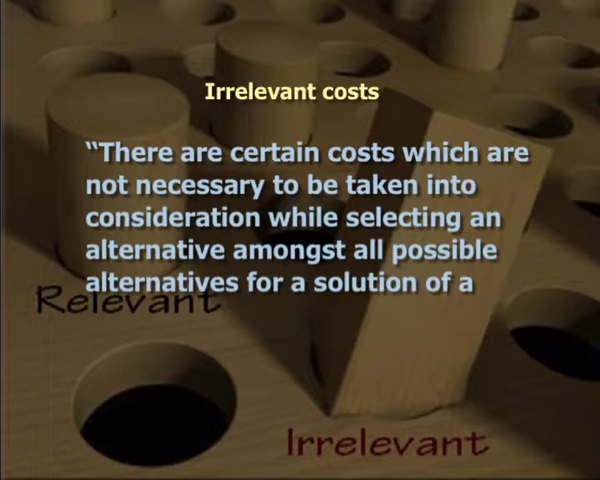 Irrelevant costs
“There are certain costs which are
not necessary to be taken into
consideration while selecting an
alternative amongst all possible
alternatives for a solution of a
Relevant
Irrelevant